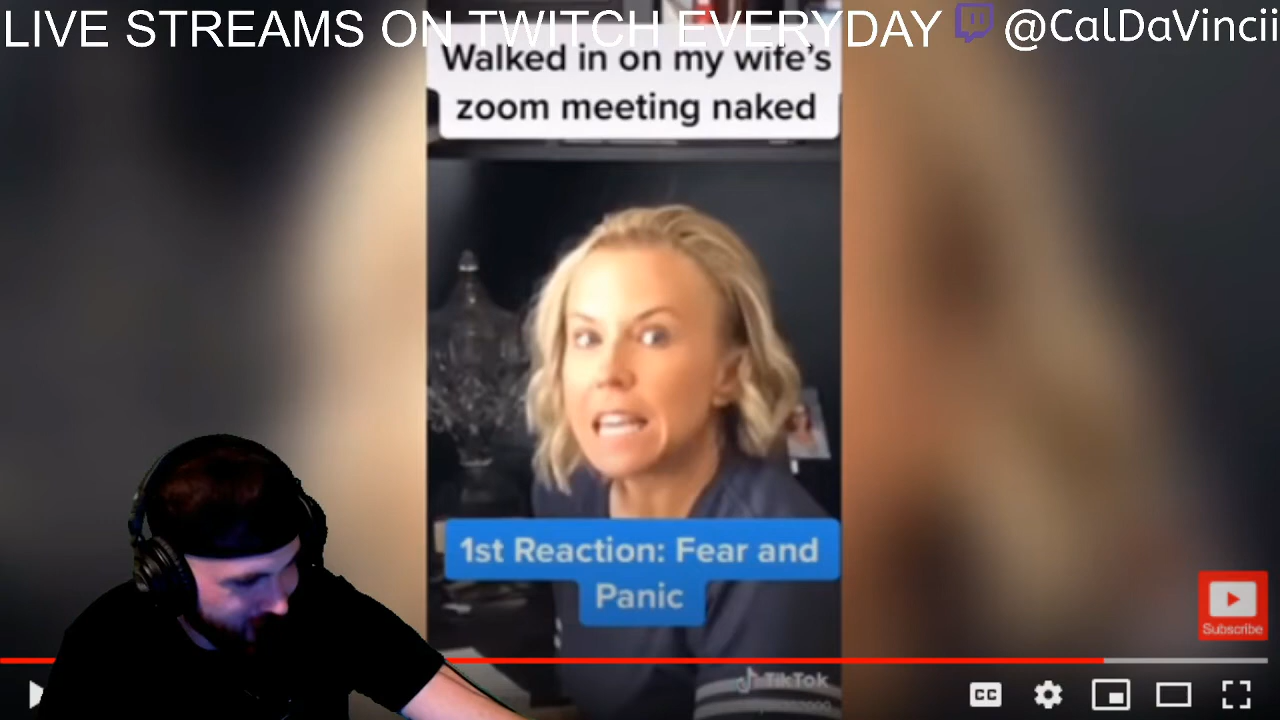 LIVE STREAMS ON TWITCH EVERYDAY @CalDaVincii
Walked in on my wife's
zoom meeting naked
1st Reaction: Fear and
Panic
Subscribe
TikTok
CC